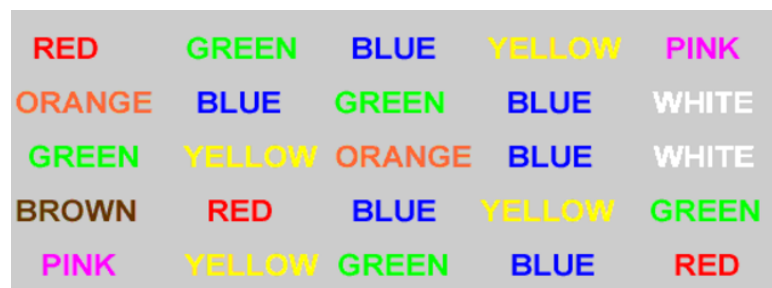 RED GREEN BLUE YELLOW PINK
ORANGE BLUE GREEN BLUE WHITE
GREEN YELLOW ORANGE BLUE WHITE
BROWN RED BLUE YELLOW GREEN
PINK YELLOW GREEN BLUE RED